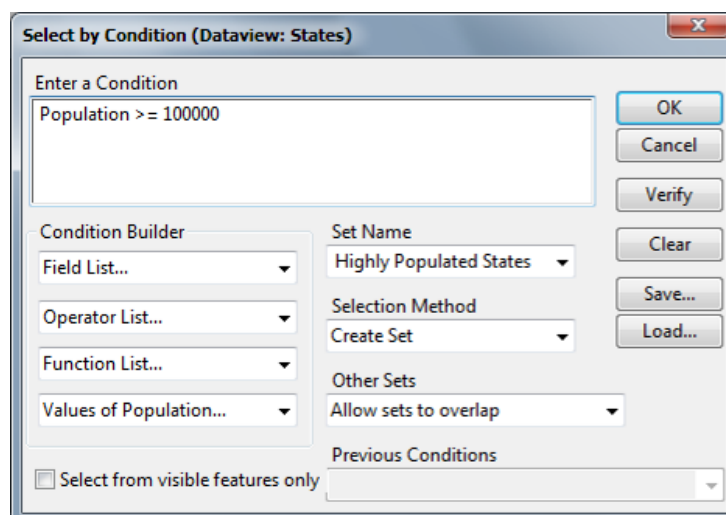 Select by Condition (Dataview: States)
Enter a Condition
Population >= 100000
OK
Cancel
Verify
Clear
Save...
Load...
Condition Builder
Field List...
Operator List...
Function List...
Values of Population...
Set Name
Highly Populated States
Selection Method
Create Set
Other Sets
Allow sets to overlap
Select from visible features only
Previous Conditions